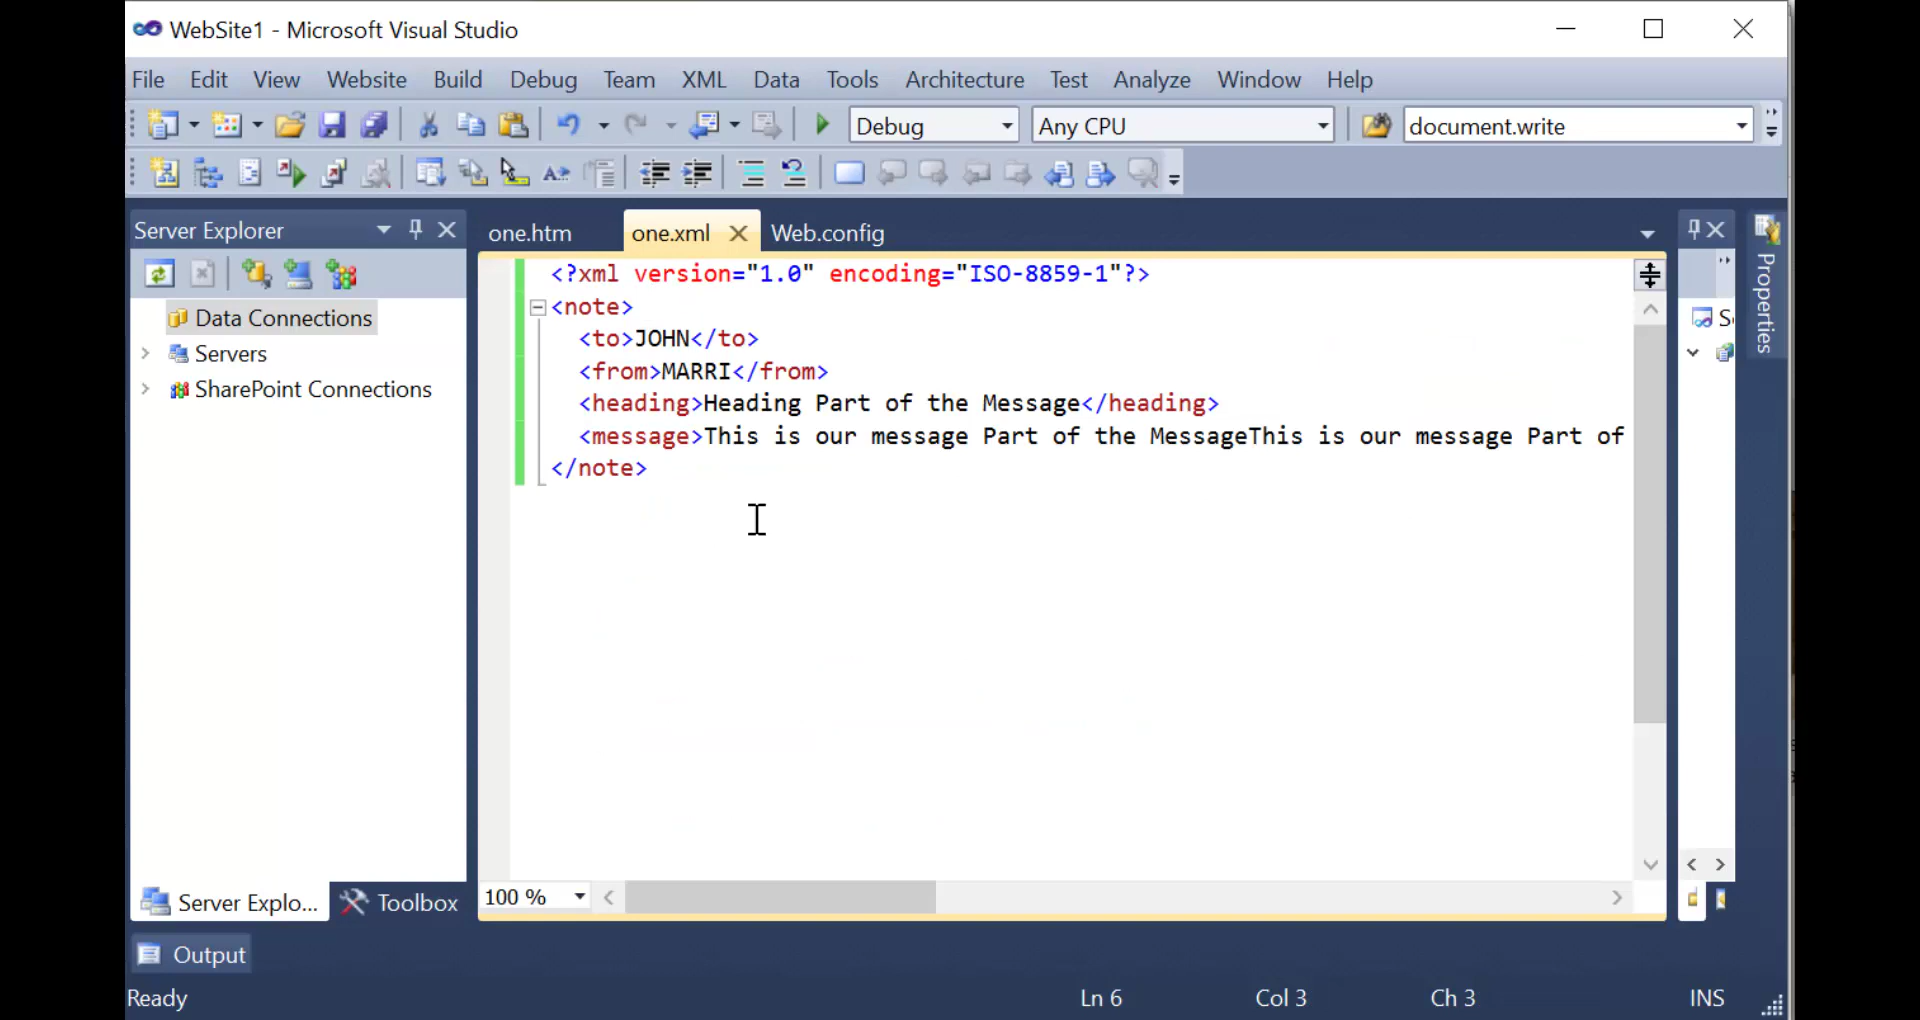 WebSite1 - Microsoft Visual Studio
File Edit View Website Build Debug Team XML Data Tools Architecture Test Analyze Window Help
Debug Any CPU document.write
Server Explorer
one.htm one.xml Web.config
Data Connections
Servers
SharePoint Connections
<?xml version="1.0" encoding="ISO-8859-1"?>
<note>
<to>JOHN</to>
<from>MARRI</from>
<heading>Heading Part of the Message</heading>
<message>This is our message Part of the MessageThis is our message Part of
</note>
Properties
Server Explo... Toolbox
100 %
Output
Ready Ln 6 Col 3 Ch 3 INS